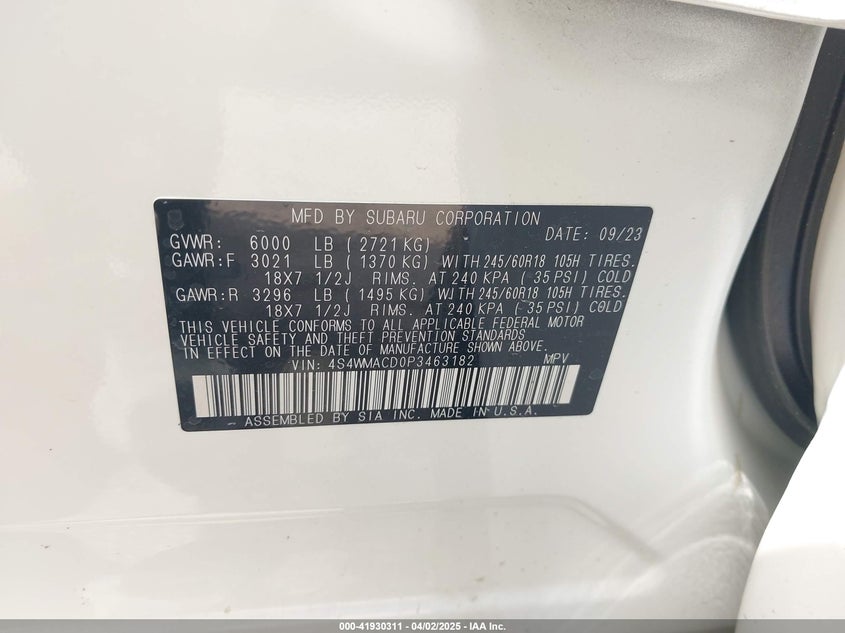 MFD BY SUBARU CORPORATION
DATE: 09/23
GVWR: 6000 LB ( 2721 KG)
GAWR:F 3021 LB ( 1370 KG) WITH 245/60R18 105H TIRES.
18X7 1/2J RIMS. AT 240 KPA ( 35 PSI) COLD
GAWR:R 3296 LB ( 1495 KG) WITH 245/60R18 105H TIRES.
18X7 1/2J RIMS. AT 240 KPA ( 35 PSI) COLD
THIS VEHICLE CONFORMS TO ALL APPLICABLE FEDERAL MOTOR
VEHICLE SAFETY AND THEFT PREVENTION STANDARDS
IN EFFECT ON THE DATE OF MANUFACTURE SHOWN ABOVE.
VIN: 4S4WMACD0P3463182 MPV
ASSEMBLED BY SIA INC. MADE IN U.S.A.
000-41930311 - 04/02/2025 - IAA Inc.